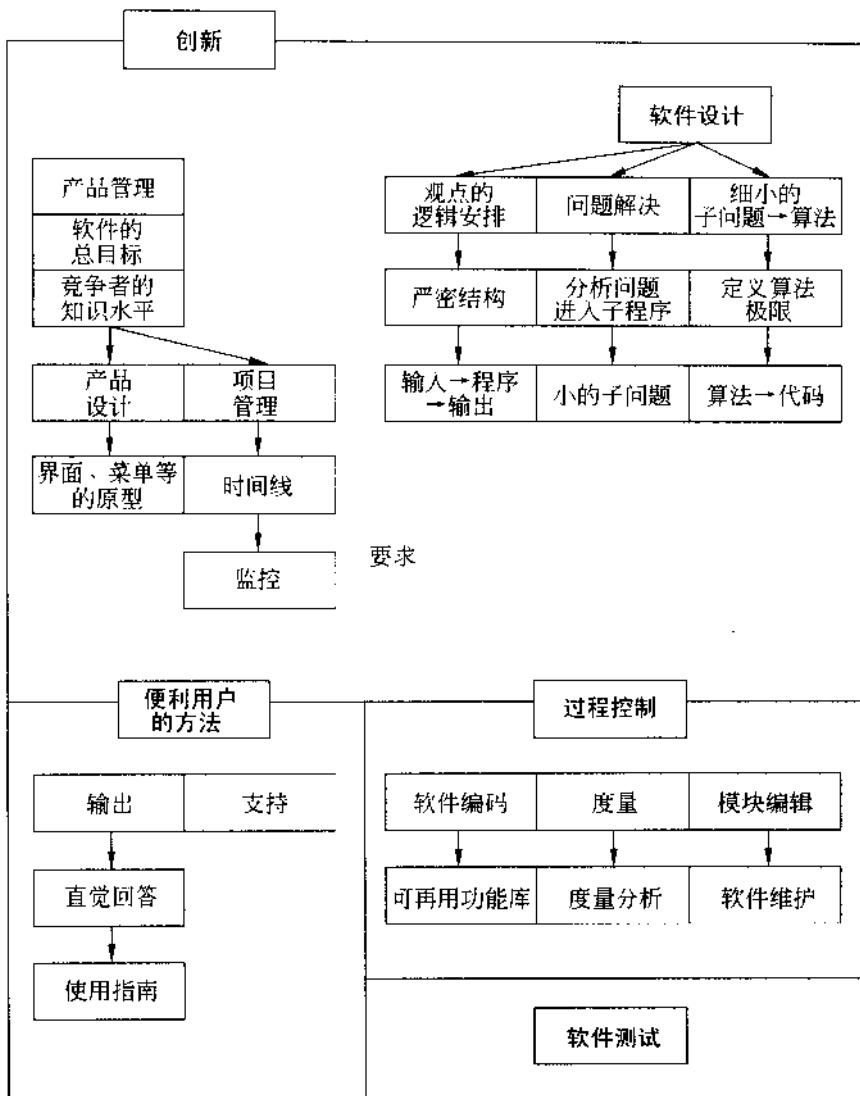 创新
软件设计
产品管理
软件的
总目标
竞争者的
知识水平
产品
设计
项目
管理
界面、菜单等
的原型
时间线
监控
要求
观点的
逻辑安排
问题解决
细小的
子问题→算法
严密结构
分析问题
进入子程序
定义算法
极限
输入→程序
→输出
小的子问题
算法→代码
便利用户
的方法
输出
支持
直觉回答
使用指南
过程控制
软件编码
度量
模块编辑
可再用功能库
度量分析
软件维护
软件测试